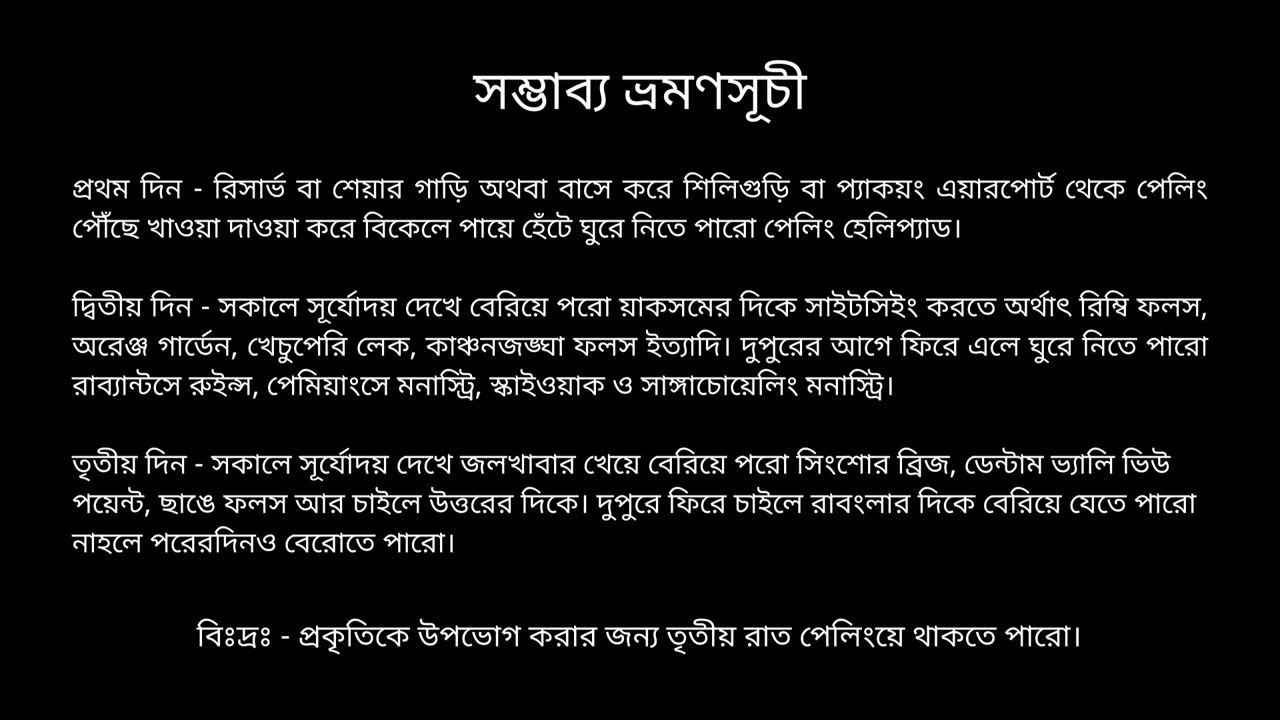 সম্ভাব্য ভ্রমণসূচী
প্রথম দিন - রিসার্ভ বা শেয়ার গাড়ি অথবা বাসে করে শিলিগুড়ি বা প্যাকয়ং এয়ারপোর্ট থেকে পেলিং
পৌঁছে খাওয়া দাওয়া করে বিকেলে পায়ে হেঁটে ঘুরে নিতে পারো পেলিং হেলিপ্যাড।
দ্বিতীয় দিন - সকালে সূর্যোদয় দেখে বেরিয়ে পরো য়াকসমের দিকে সাইটসিইং করতে অর্থাৎ রিম্বি ফলস,
অরেঞ্জ গার্ডেন, খেচুপেরি লেক, কাঞ্চনজঙ্ঘা ফলস ইত্যাদি। দুপুরের আগে ফিরে এলে ঘুরে নিতে পারো
রাব্যান্টসে রুইন্স, পেমিয়াংসে মনাস্ট্রি, স্কাইওয়াক ও সাঙ্গাচোয়েলিং মনাস্ট্রি।
তৃতীয় দিন - সকালে সূর্যোদয় দেখে জলখাবার খেয়ে বেরিয়ে পরো সিংশোর ব্রিজ, ডেন্টাম ভ্যালি ভিউ
পয়েন্ট, ছাঙে ফলস আর চাইলে উত্তরের দিকে। দুপুরে ফিরে চাইলে রাবংলার দিকে বেরিয়ে যেতে পারো
নাহলে পরেরদিনও বেরোতে পারো।
বিঃদ্রঃ - প্রকৃতিকে উপভোগ করার জন্য তৃতীয় রাত পেলিংয়ে থাকতে পারো।